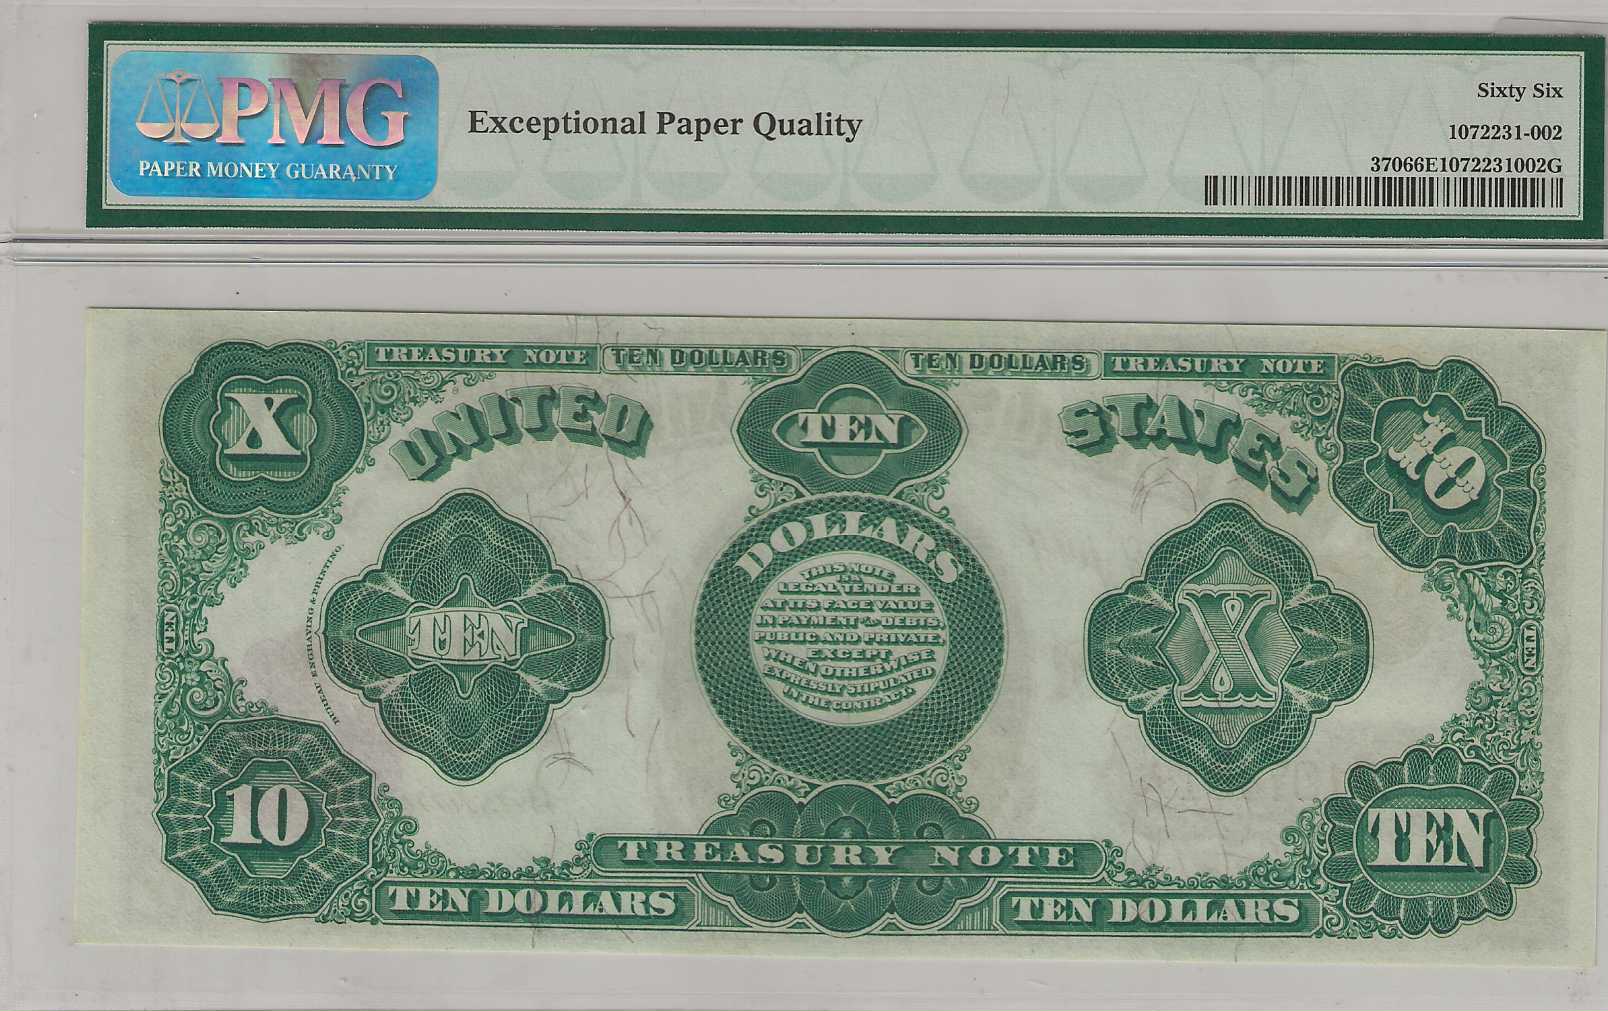 PMG
PAPER MONEY GUARANTY
Exceptional Paper Quality
Sixty Six
1072231-002
37066E1072231002G
TREASURY NOTE TEN DOLLARS TEN DOLLARS TREASURY NOTE
X
UNITED
TEN
STATES
10
DOLLARS
THIS NOTE
IS A
LEGAL TENDER
AT ITS FACE VALUE
IN PAYMENT OF ALL DEBTS
PUBLIC AND PRIVATE,
EXCEPT
WHEN OTHERWISE
EXPRESSLY STIPULATED
IN THE CONTRACT.
TEN
BUREAU ENGRAVING & PRINTING.
TEN
X
TEN
10
TREASURY NOTE
TEN
TEN DOLLARS
TEN DOLLARS